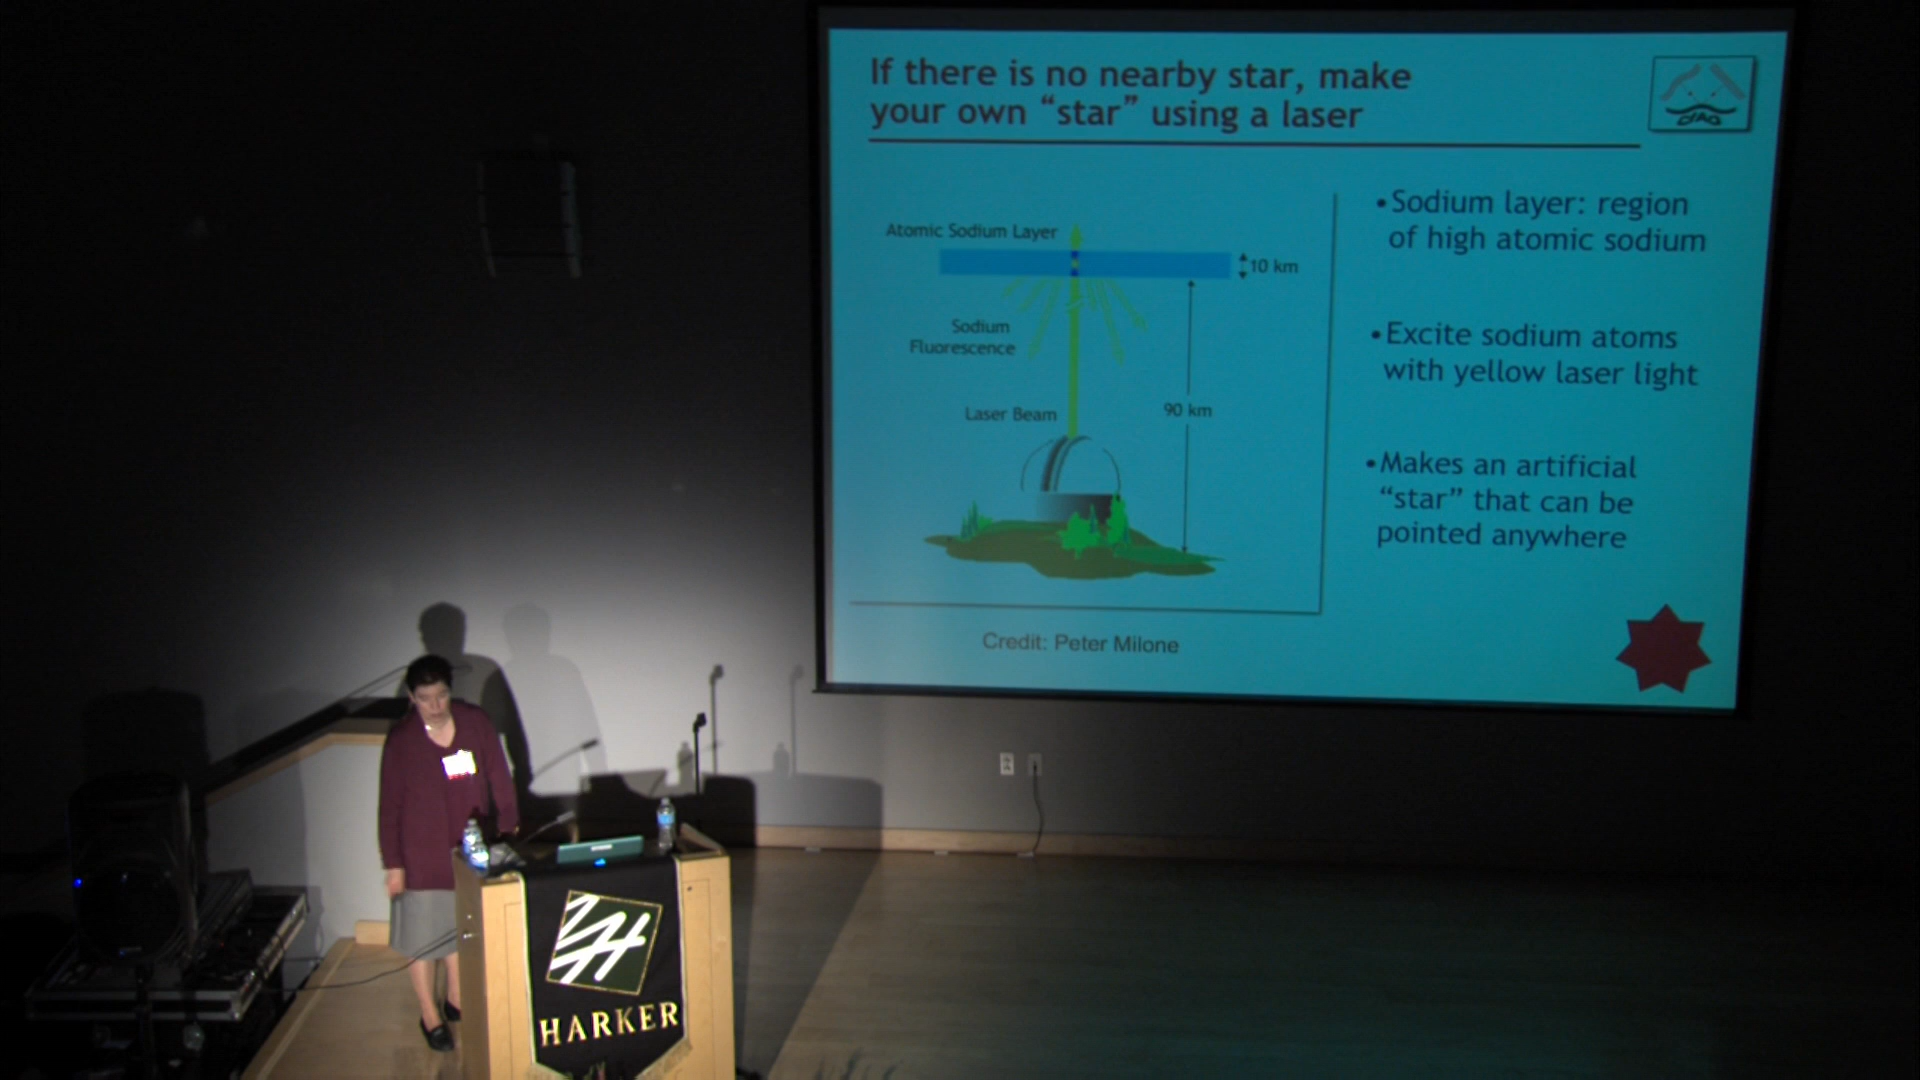 If there is no nearby star, make
your own “star” using a laser
CfAO
Atomic Sodium Layer
10 km
Sodium
Fluorescence
Laser Beam
90 km
Credit: Peter Milone
•Sodium layer: region
of high atomic sodium
•Excite sodium atoms
with yellow laser light
•Makes an artificial
“star” that can be
pointed anywhere
H
HARKER